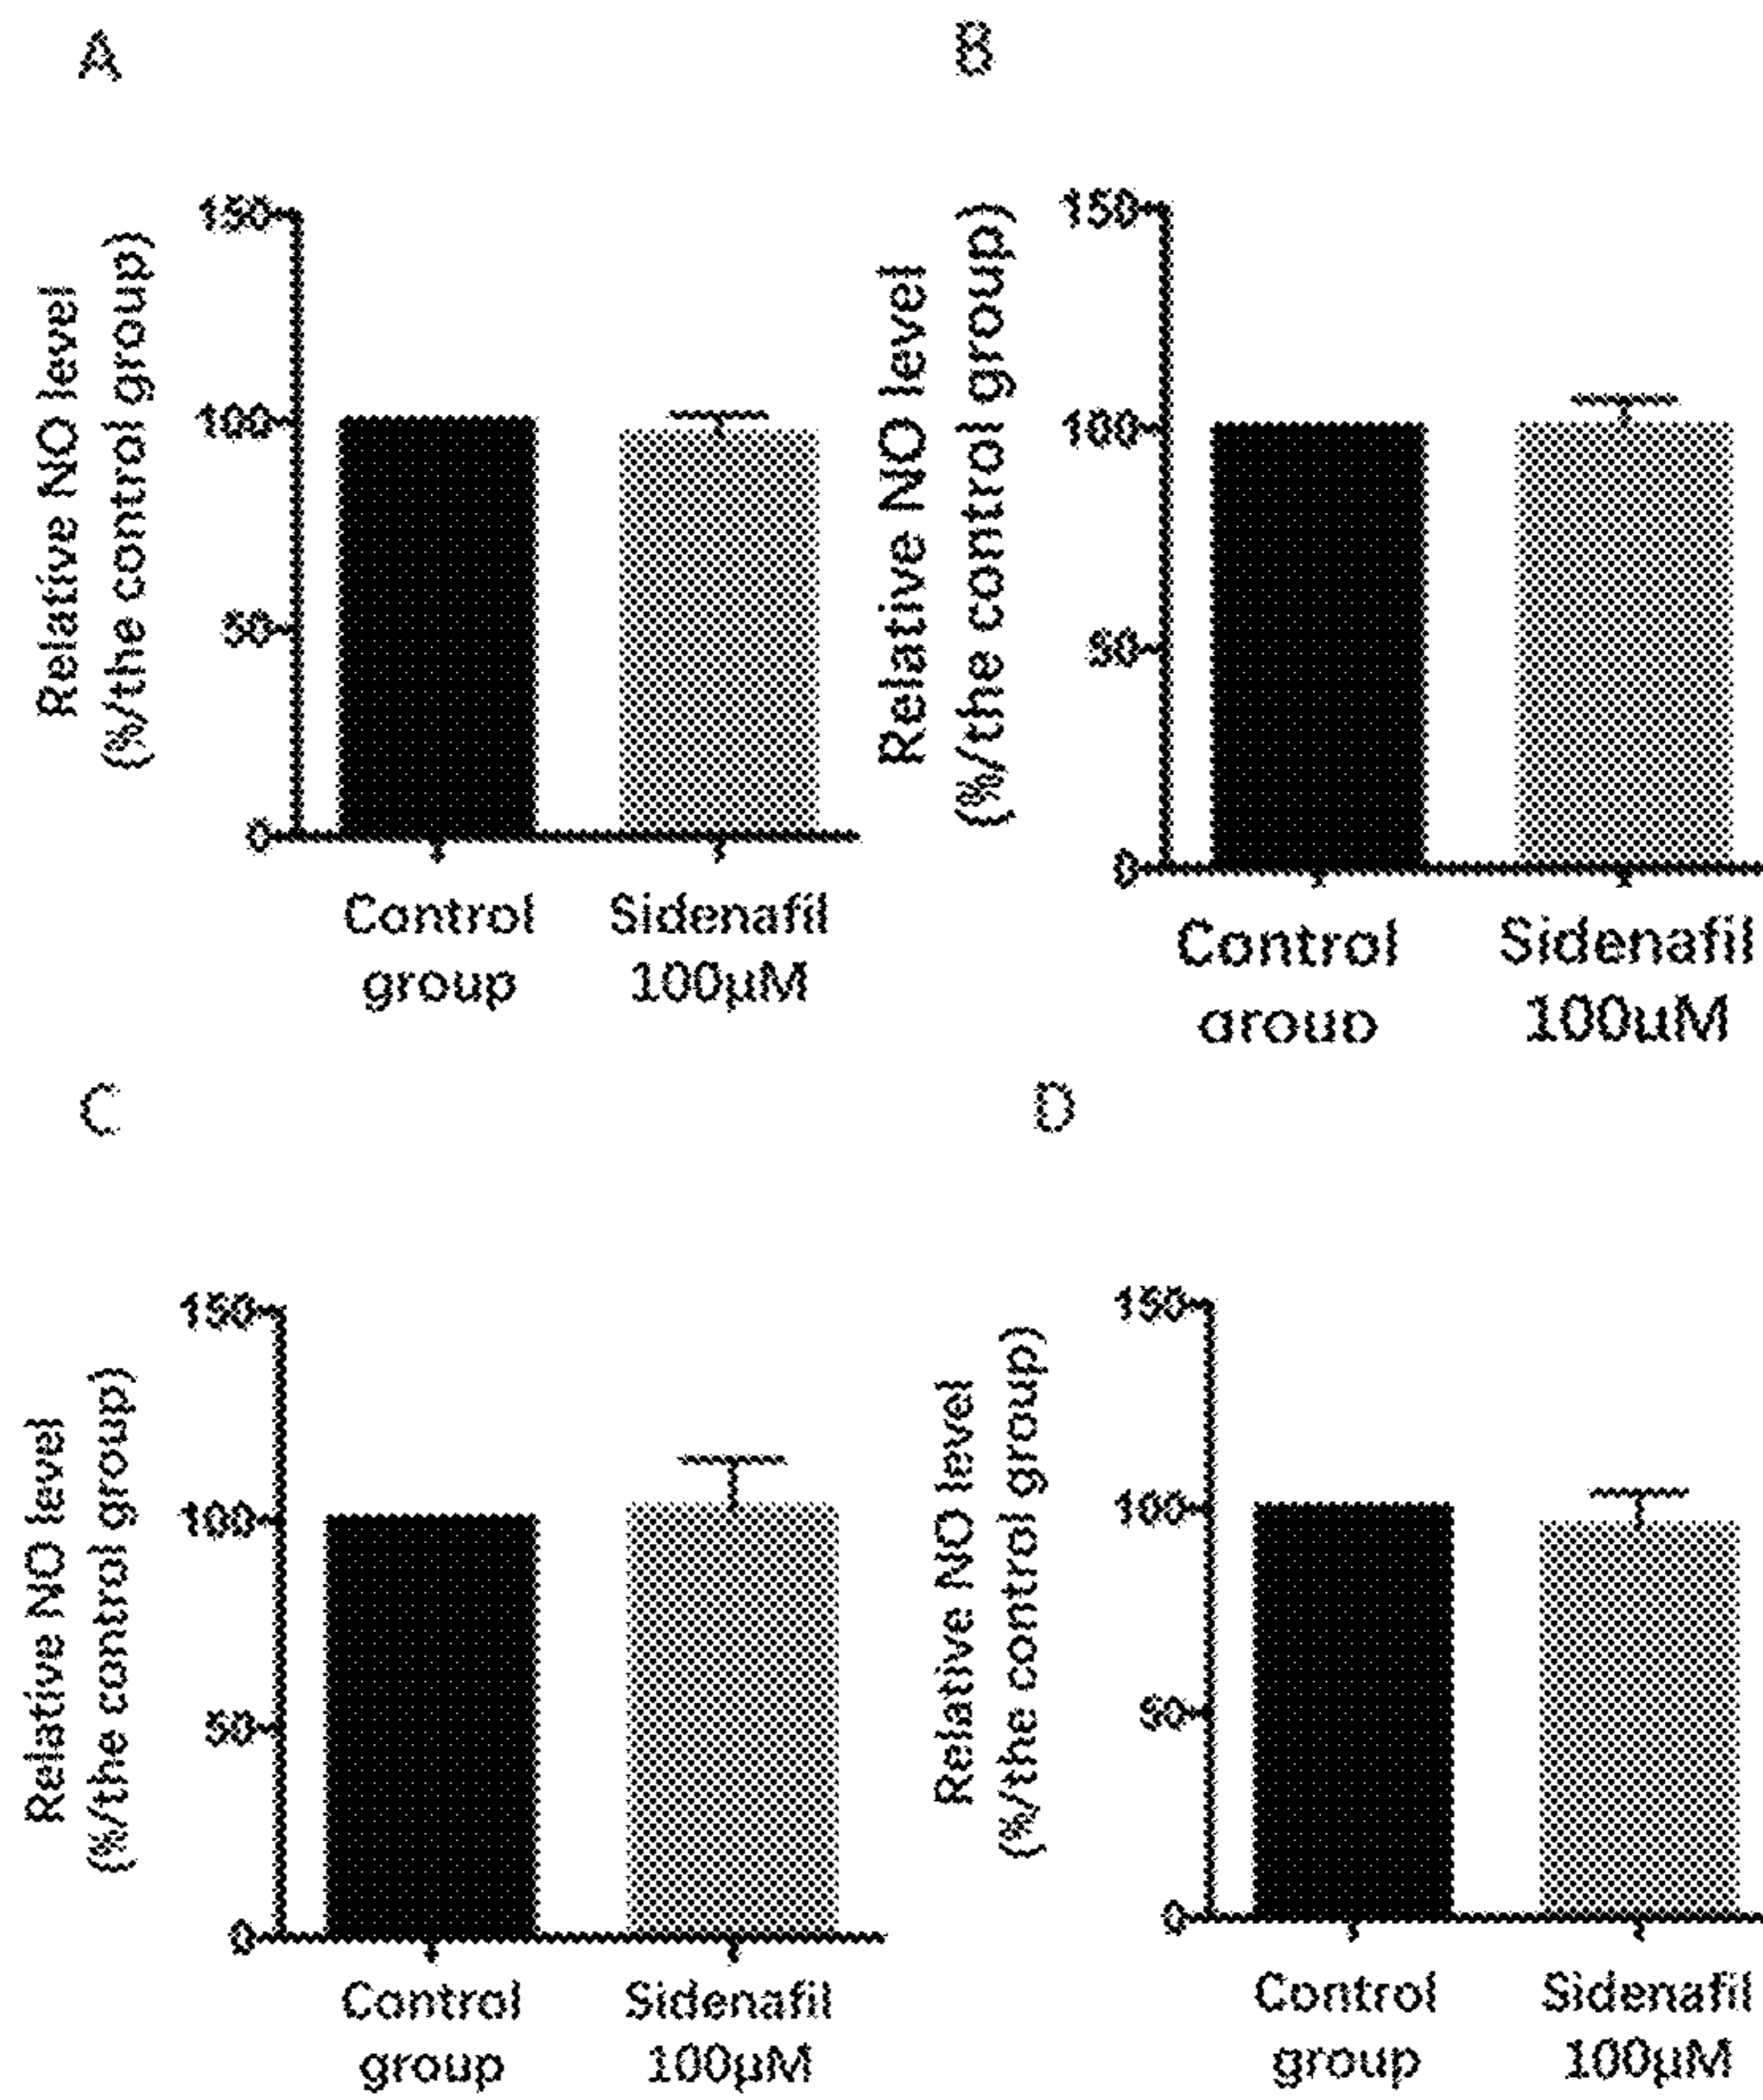 A
B
Relative NO level
(%/the control group)
150
100
50
0
Control
group
Sidenafil
100μM
Relative NO level
(%/the control group)
150
100
50
0
Control
group
Sidenafil
100μM
C
D
Relative NO level
(%/the control group)
150
100
50
0
Control
group
Sidenafil
100μM
Relative NO level
(%/the control group)
150
100
50
0
Control
group
Sidenafil
100μM